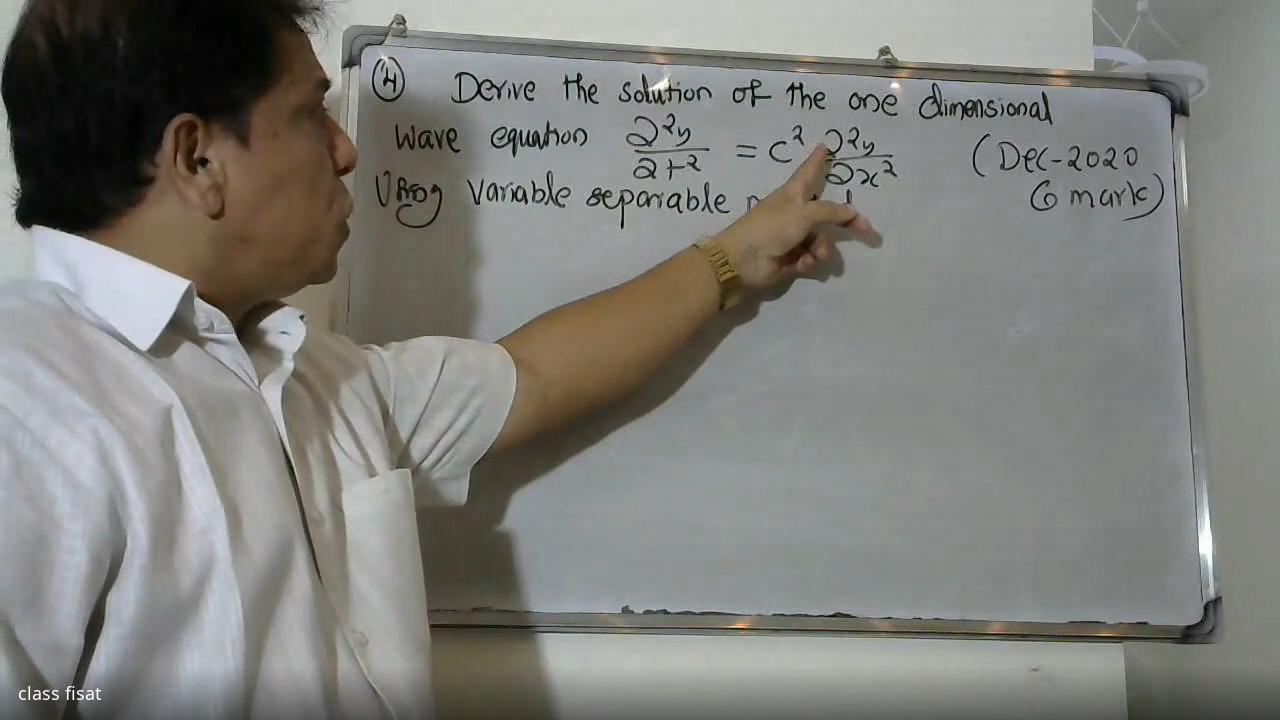 ④ Derive the solution of the one dimensional
wave equation ∂²y/∂t² = c² ∂²y/∂x² (Dec-2020
Using variable separiable 6 mark)
class fisat